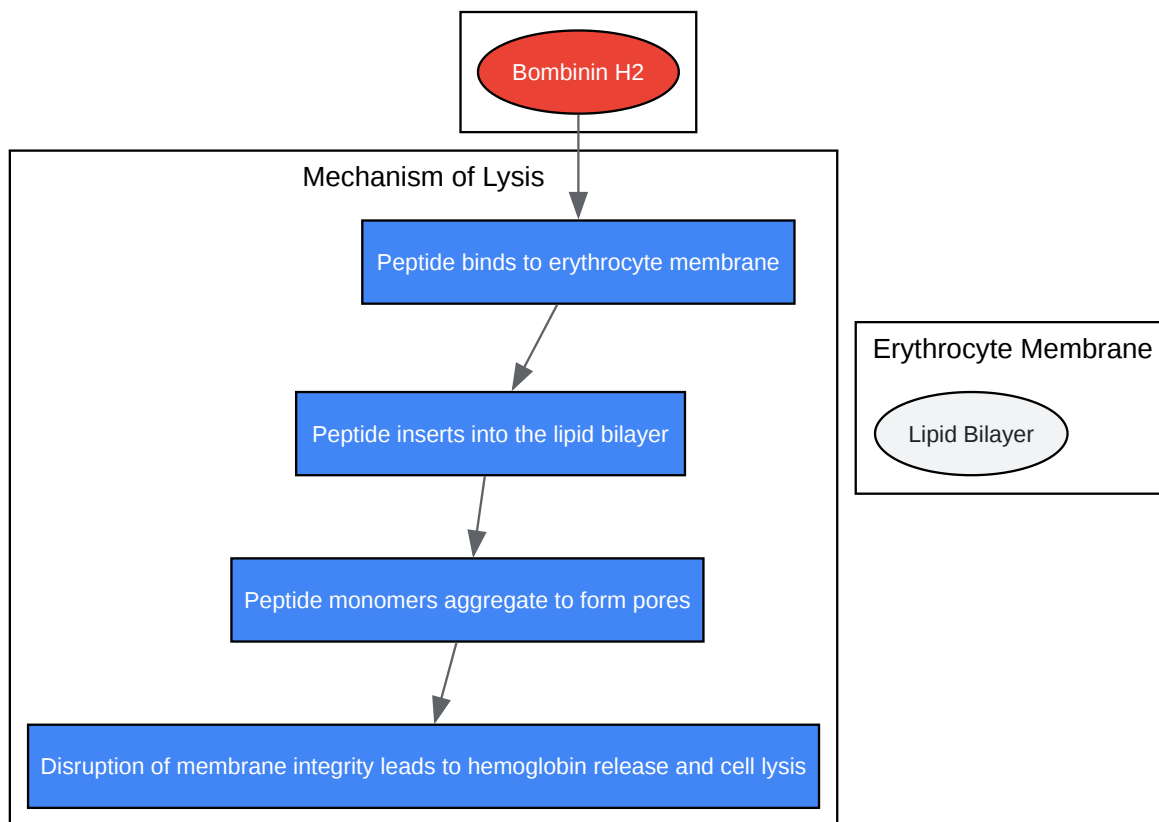 Bombinin H2
Mechanism of Lysis
Peptide binds to erythrocyte membrane
Erythrocyte Membrane
Peptide inserts into the lipid bilayer
Lipid Bilayer
Peptide monomers aggregate to form pores
Disruption of membrane integrity leads to hemoglobin release and cell lysis